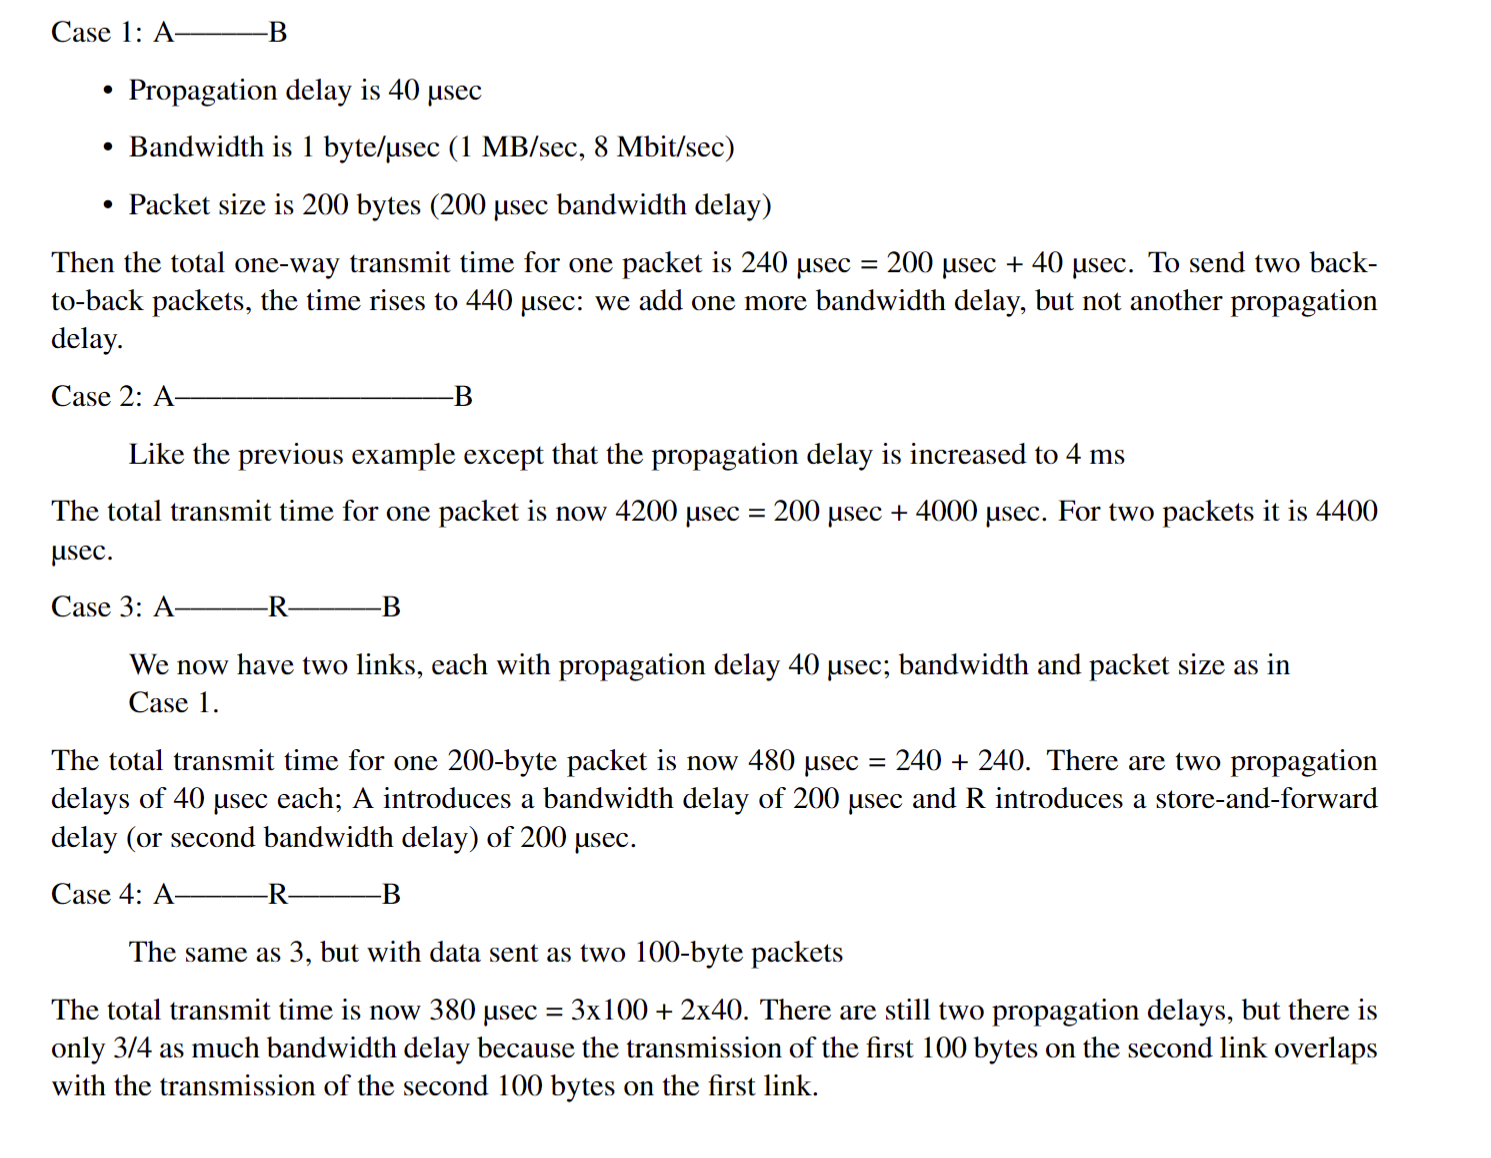 Case 1: A———B
• Propagation delay is 40 µsec
• Bandwidth is 1 byte/µsec (1 MB/sec, 8 Mbit/sec)
• Packet size is 200 bytes (200 µsec bandwidth delay)
Then the total one-way transmit time for one packet is 240 µsec = 200 µsec + 40 µsec. To send two back-
to-back packets, the time rises to 440 µsec: we add one more bandwidth delay, but not another propagation
delay.
Case 2: A—————————B
Like the previous example except that the propagation delay is increased to 4 ms
The total transmit time for one packet is now 4200 µsec = 200 µsec + 4000 µsec. For two packets it is 4400
µsec.
Case 3: A———R———B
We now have two links, each with propagation delay 40 µsec; bandwidth and packet size as in
Case 1.
The total transmit time for one 200-byte packet is now 480 µsec = 240 + 240. There are two propagation
delays of 40 µsec each; A introduces a bandwidth delay of 200 µsec and R introduces a store-and-forward
delay (or second bandwidth delay) of 200 µsec.
Case 4: A———R———B
The same as 3, but with data sent as two 100-byte packets
The total transmit time is now 380 µsec = 3x100 + 2x40. There are still two propagation delays, but there is
only 3/4 as much bandwidth delay because the transmission of the first 100 bytes on the second link overlaps
with the transmission of the second 100 bytes on the first link.